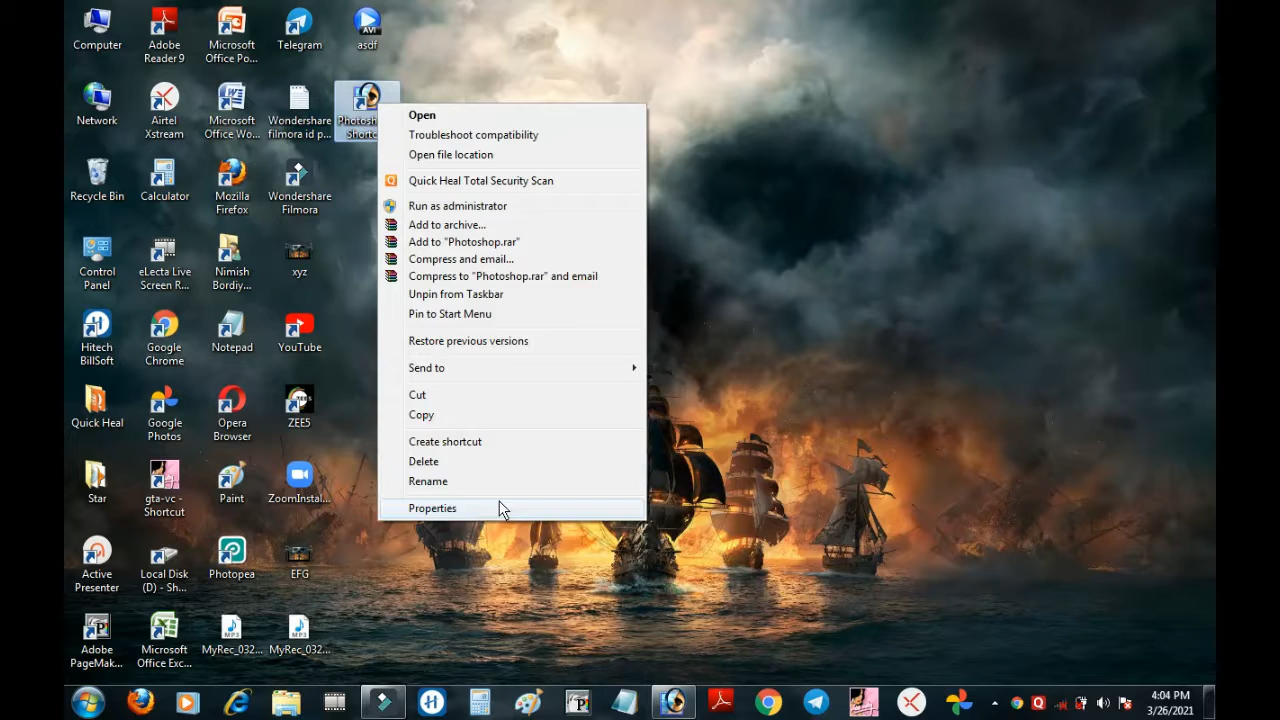 Computer
Adobe
Reader 9
Microsoft
Office Po...
Telegram
AVI
asdf
Network
Airtel
Xstream
Microsoft
Office Wo...
Wondershare
filmora id p...
Recycle Bin
Calculator
Mozilla
Firefox
Wondershare
Filmora
Control
Panel
eLecta Live
Screen R...
Nimish
Bordiy...
xyz
Hitech
BillSoft
Google
Chrome
Notepad
YouTube
Quick Heal
Google
Photos
Opera
Browser
ZEE5
Star
gta-vc -
Shortcut
Paint
ZoomInstal...
Active
Presenter
Local Disk
(D) - Sh...
Photopea
EFG
Adobe
PageMak...
Microsoft
Office Exc...
MP3
MyRec_032...
MP3
MyRec_032...
Open
Troubleshoot compatibility
Open file location
Quick Heal Total Security Scan
Run as administrator
Add to archive...
Add to "Photoshop.rar"
Compress and email...
Compress to "Photoshop.rar" and email
Unpin from Taskbar
Pin to Start Menu
Restore previous versions
Send to
Cut
Copy
Create shortcut
Delete
Rename
Properties
4:04 PM
3/26/2021